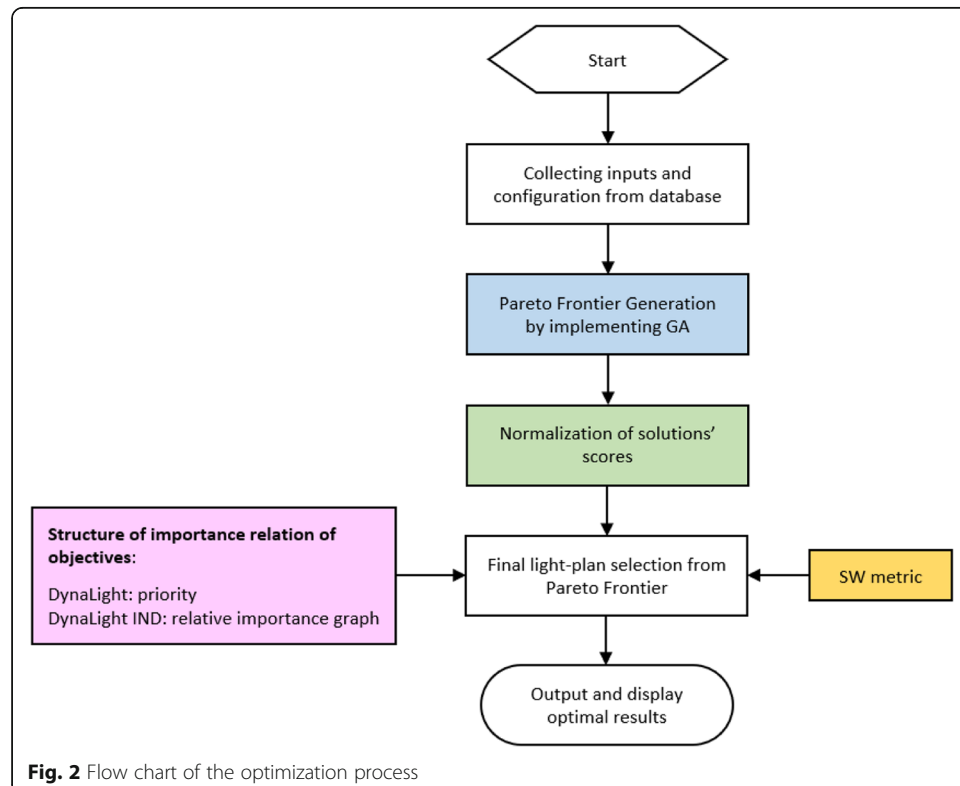 Start
Collecting inputs and
configuration from database
Pareto Frontier Generation
by implementing GA
Normalization of solutions’
scores
Structure of importance relation of
objectives:
DynaLight: priority
DynaLight IND: relative importance graph
Final light-plan selection from
Pareto Frontier
SW metric
Output and display
optimal results
Fig. 2 Flow chart of the optimization process